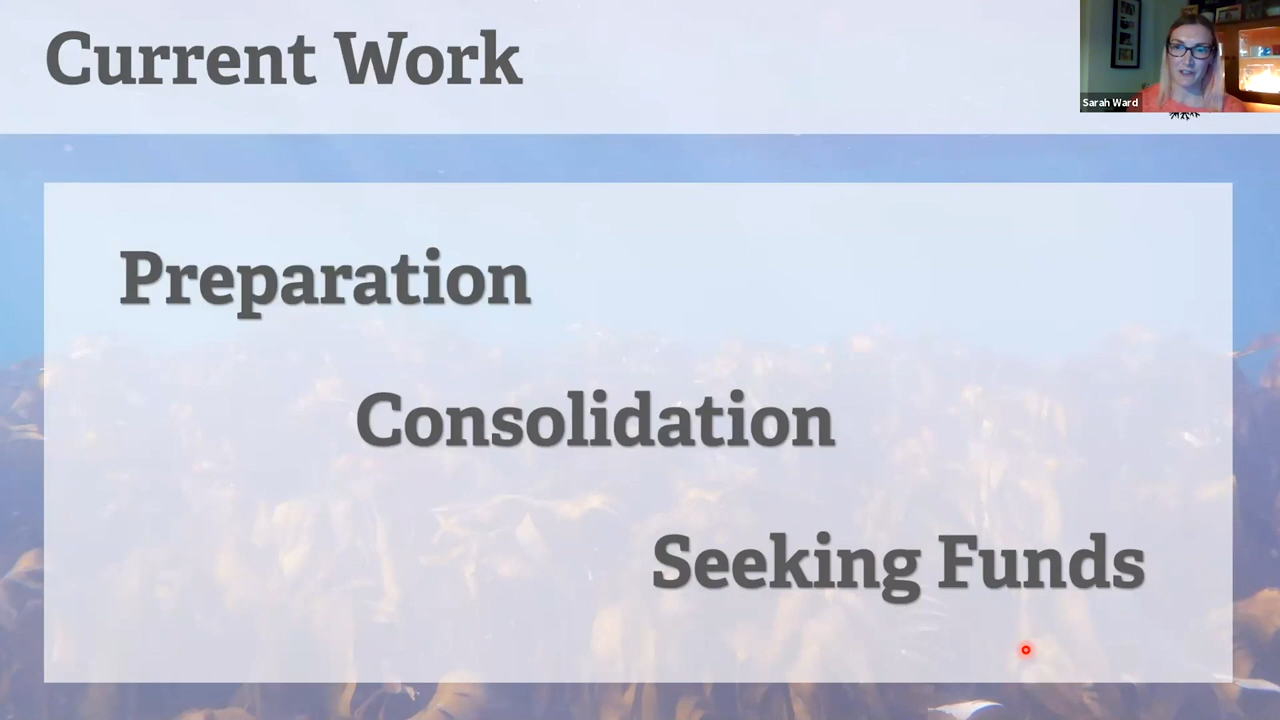 Current Work
Sarah Ward
Preparation
Consolidation
Seeking Funds